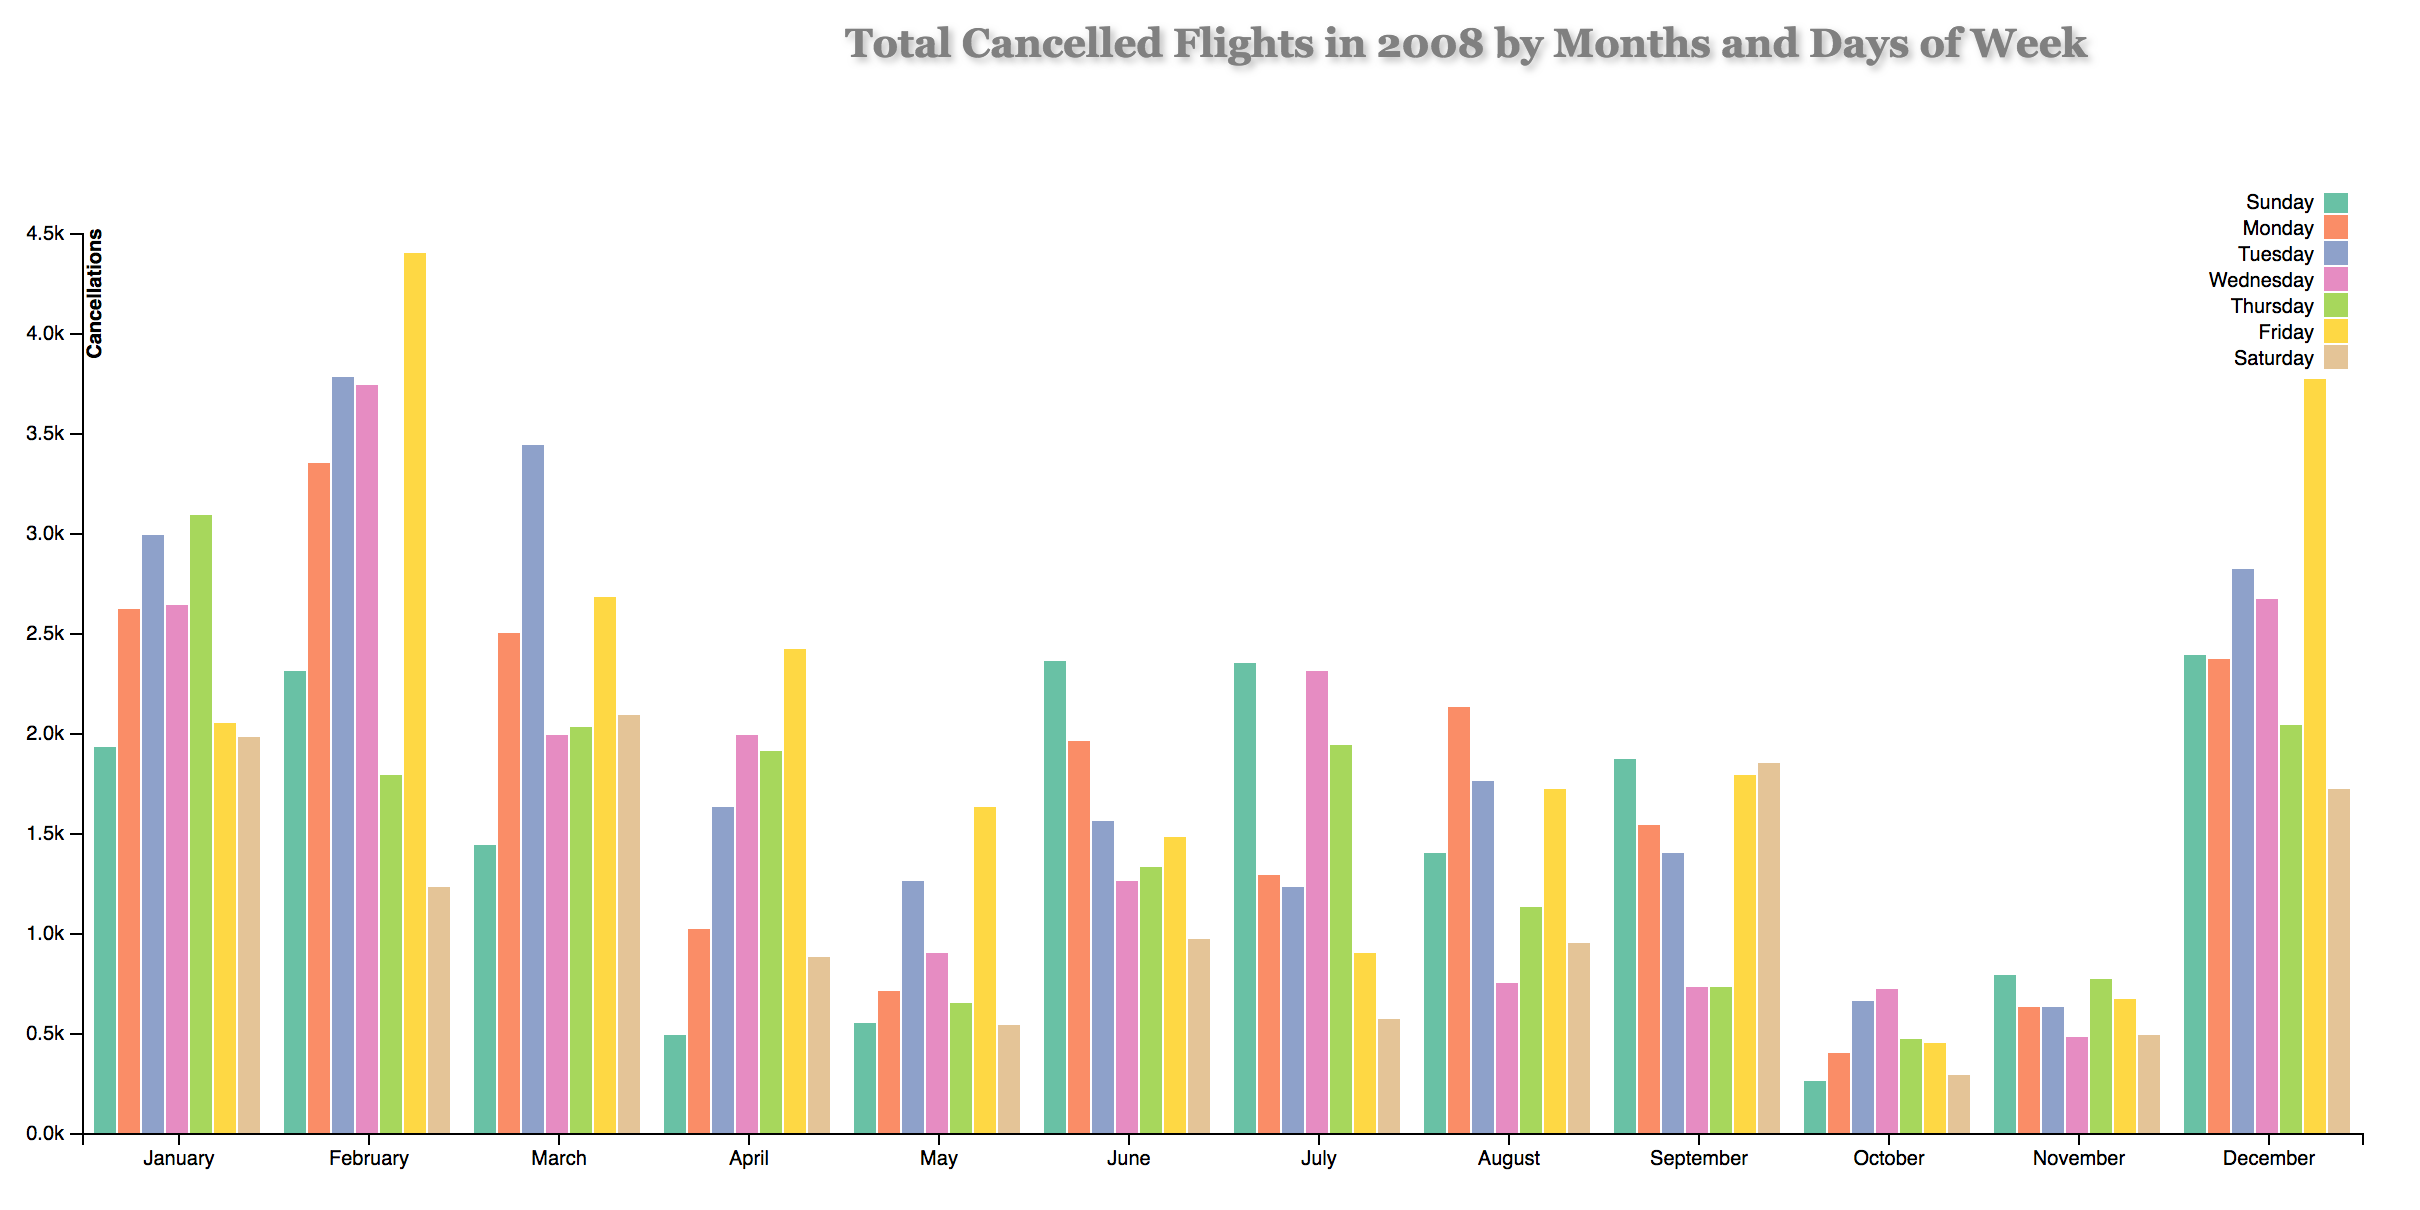 Total Cancelled Flights in 2008 by Months and Days of Week
Sunday
Monday
Tuesday
Wednesday
Thursday
Friday
Saturday
Cancellations
4.5k
4.0k
3.5k
3.0k
2.5k
2.0k
1.5k
1.0k
0.5k
0.0k
January February March April May June July August September October November December